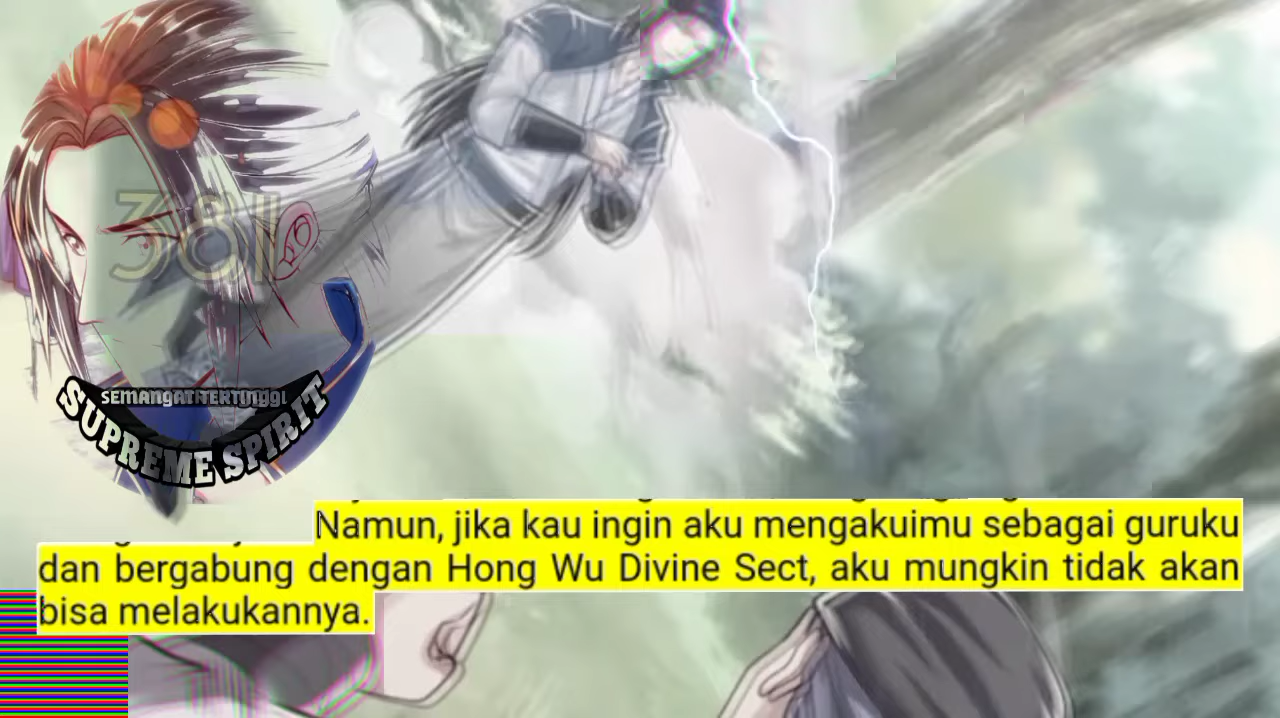 381
SEMANGAT TERTINGGI
SUPREME SPIRIT
Namun, jika kau ingin aku mengakuimu sebagai guruku
dan bergabung dengan Hong Wu Divine Sect, aku mungkin tidak akan
bisa melakukannya.